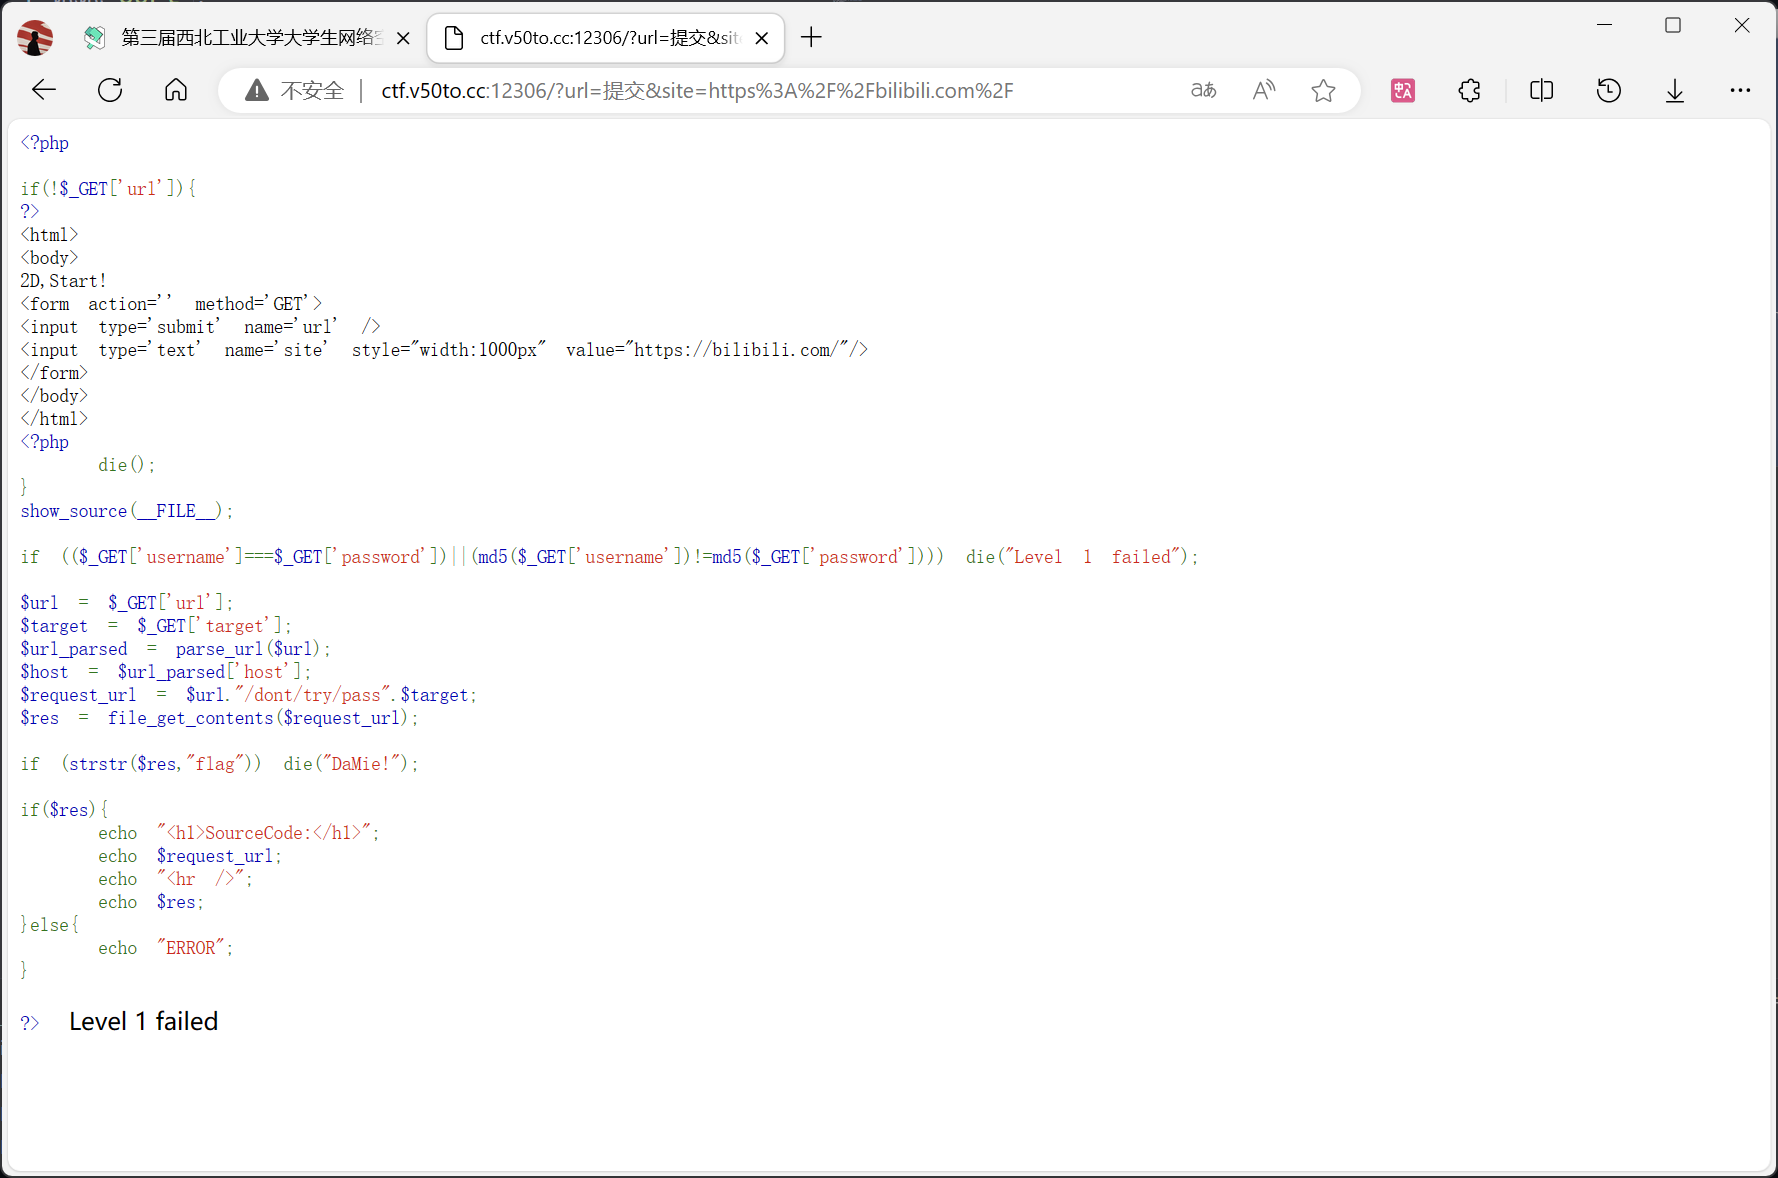 第三届西北工业大学大学生网络空
ctf.v50to.cc:12306/?url=提交&site
不安全
ctf.v50to.cc:12306/?url=提交&site=https%3A%2F%2Fbilibili.com%2F
aあ
A
<?php
if(!$_GET['url']){
?>
<html>
<body>
2D,Start!
<form action='' method='GET'>
<input type='submit' name='url' />
<input type='text' name='site' style="width:1000px" value="https://bilibili.com/"/>
</form>
</body>
</html>
<?php
die();
}
show_source(__FILE__);
if (($_GET['username']===$_GET['password'])||(md5($_GET['username'])!=md5($_GET['password']))) die("Level 1 failed");
$url = $_GET['url'];
$target = $_GET['target'];
$url_parsed = parse_url($url);
$host = $url_parsed['host'];
$request_url = $url."/dont/try/pass".$target;
$res = file_get_contents($request_url);
if (strstr($res,"flag")) die("DaMie!");
if($res){
echo "<h1>SourceCode:</h1>";
echo $request_url;
echo "<hr />";
echo $res;
}else{
echo "ERROR";
}
?> Level 1 failed